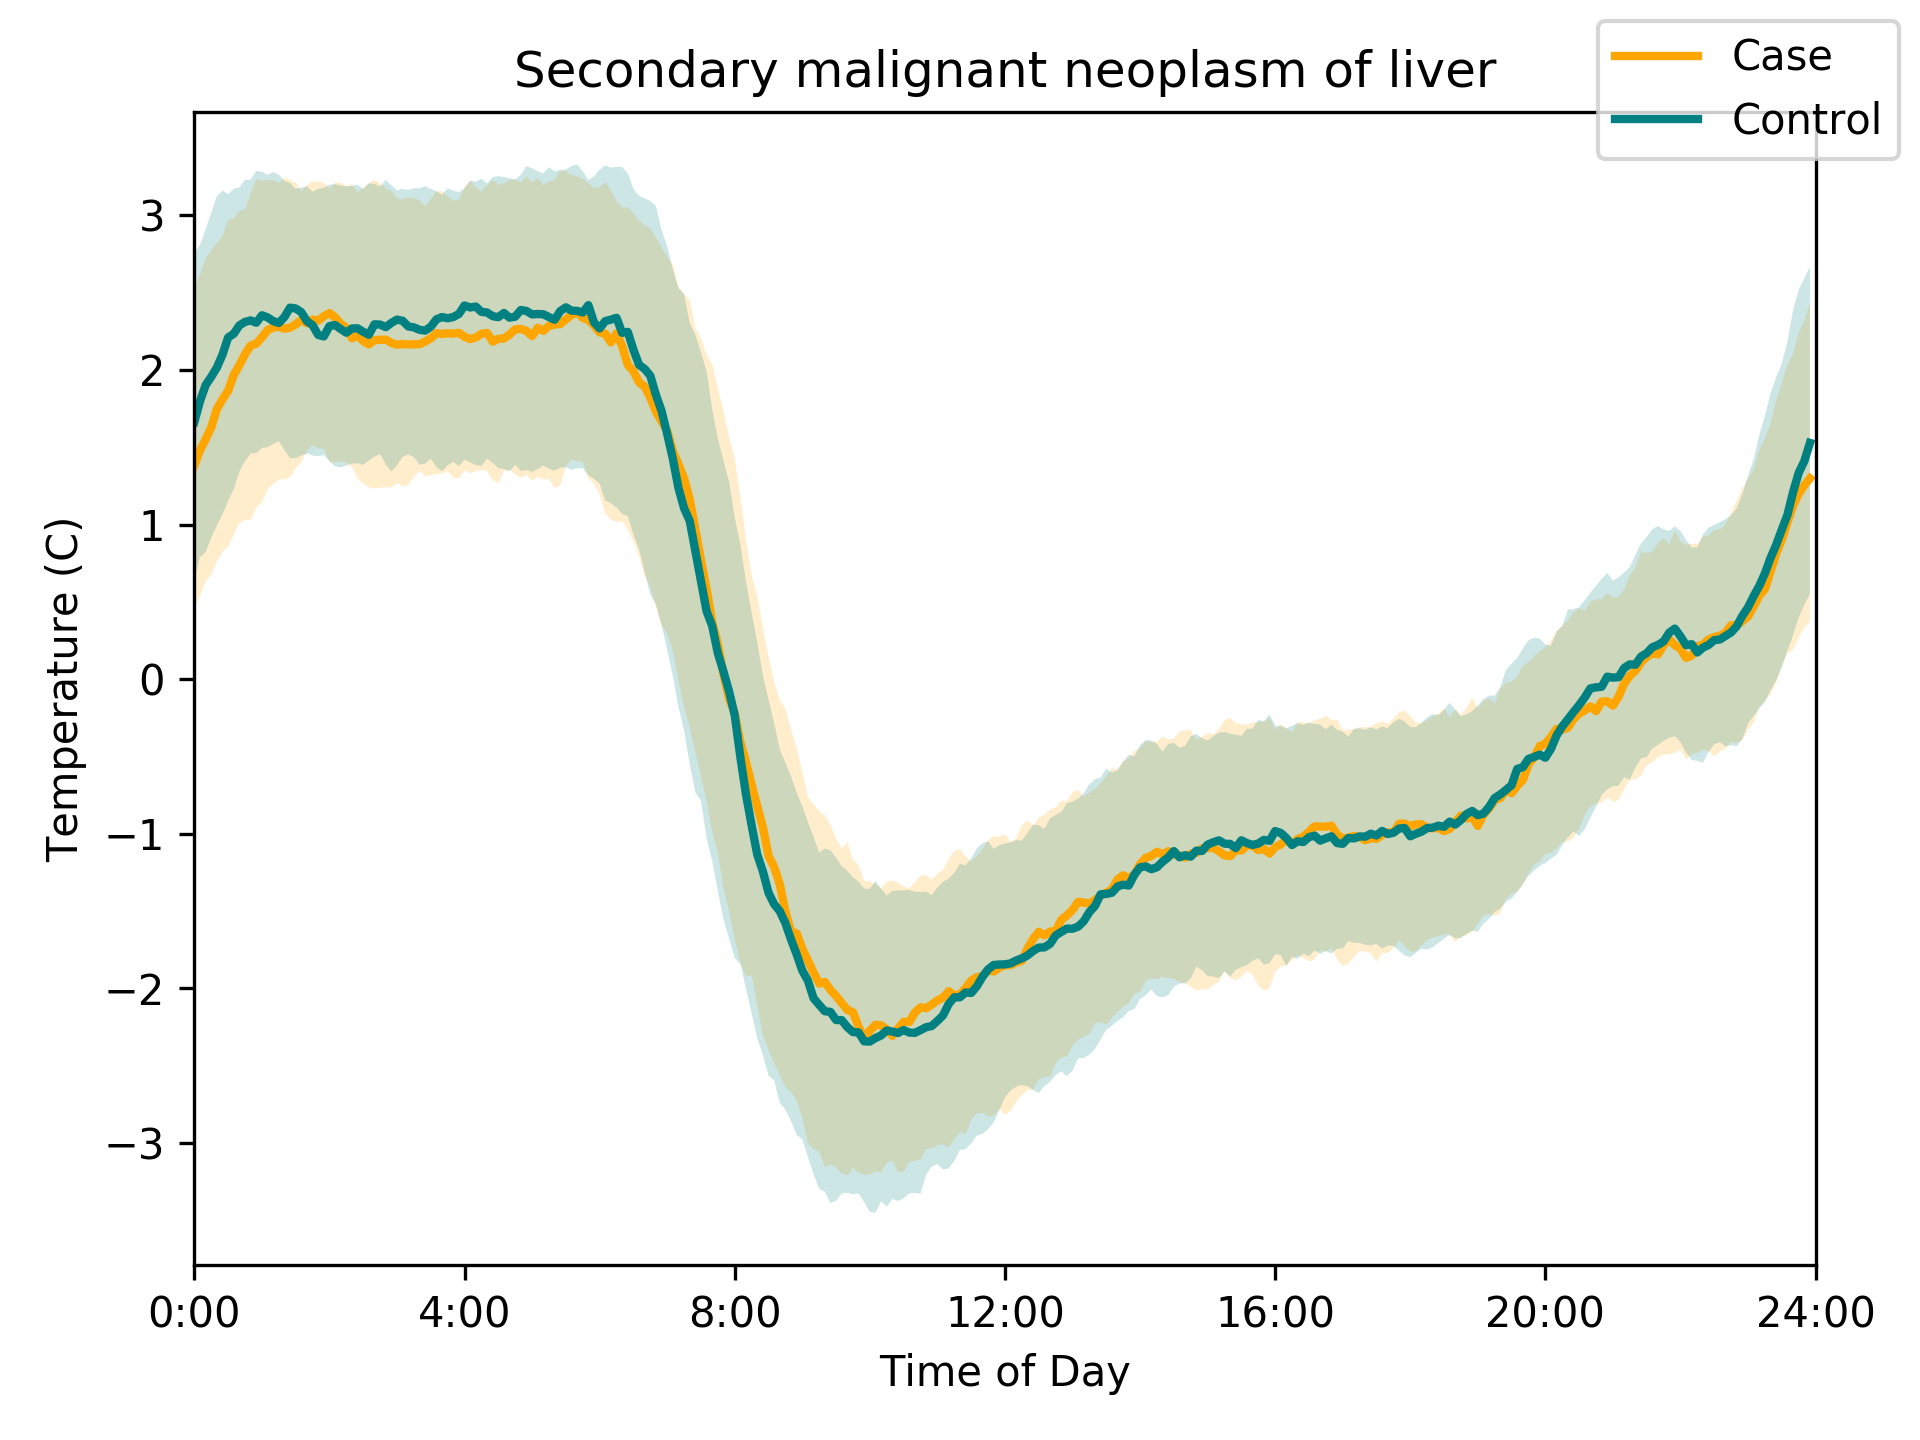 Secondary malignant neoplasm of liver
Case
Control
Temperature (C)
3
2
1
0
−1
−2
−3
0:00 4:00 8:00 12:00 16:00 20:00 24:00
Time of Day